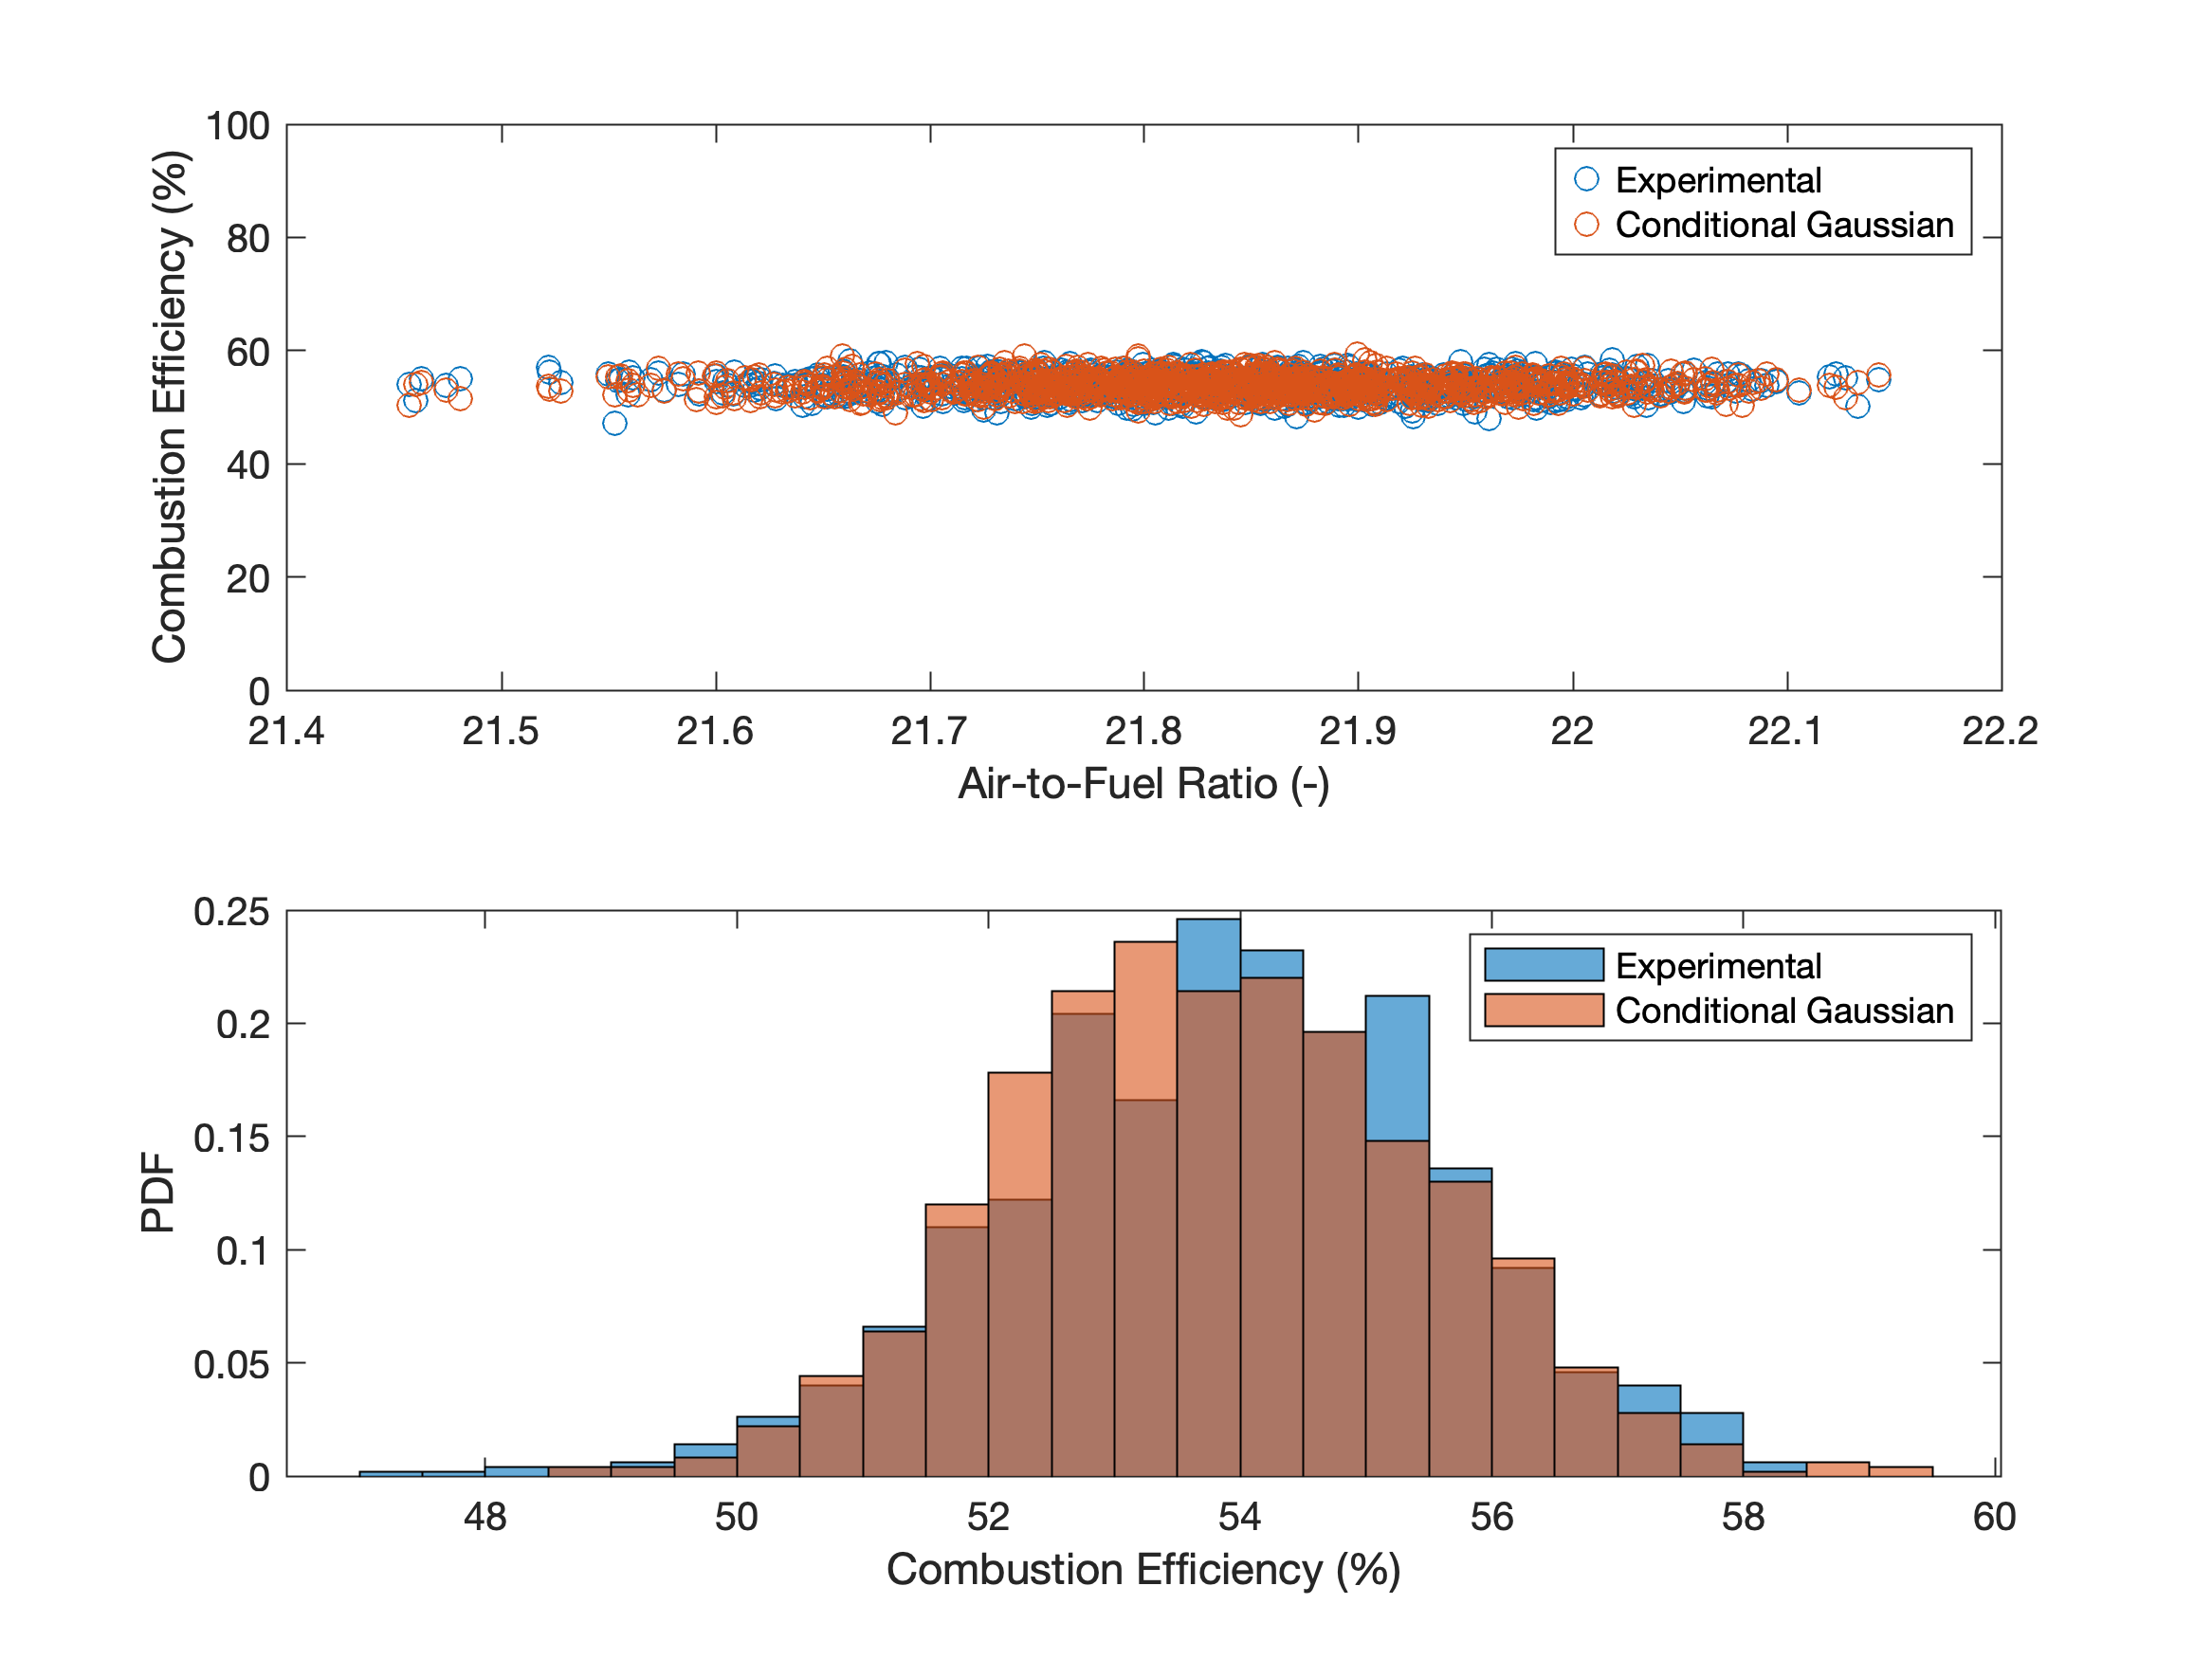 100
80
60
40
20
0
Combustion Efficiency (%)
Experimental
Conditional Gaussian
21.4 21.5 21.6 21.7 21.8 21.9 22 22.1 22.2
Air-to-Fuel Ratio (-)
0.25
0.2
0.15
0.1
0.05
0
PDF
Experimental
Conditional Gaussian
48 50 52 54 56 58 60
Combustion Efficiency (%)